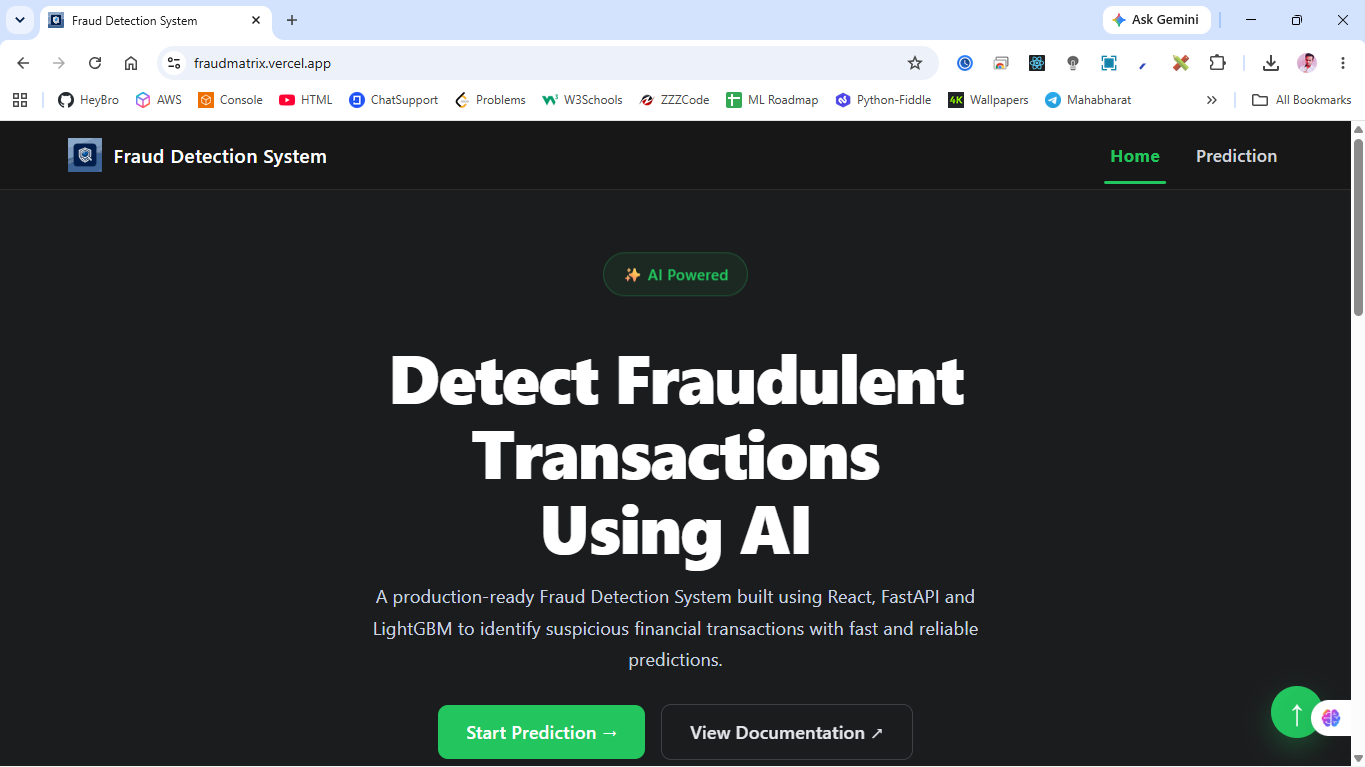 Fraud Detection System
Ask Gemini
fraudmatrix.vercel.app
HeyBro AWS Console HTML ChatSupport Problems W3Schools ZZZCode ML Roadmap Python-Fiddle 4K Wallpapers Mahabharat All Bookmarks
Fraud Detection System
Home Prediction
✨ AI Powered
Detect Fraudulent
Transactions
Using AI
A production-ready Fraud Detection System built using React, FastAPI and
LightGBM to identify suspicious financial transactions with fast and reliable
predictions.
Start Prediction → View Documentation ↗